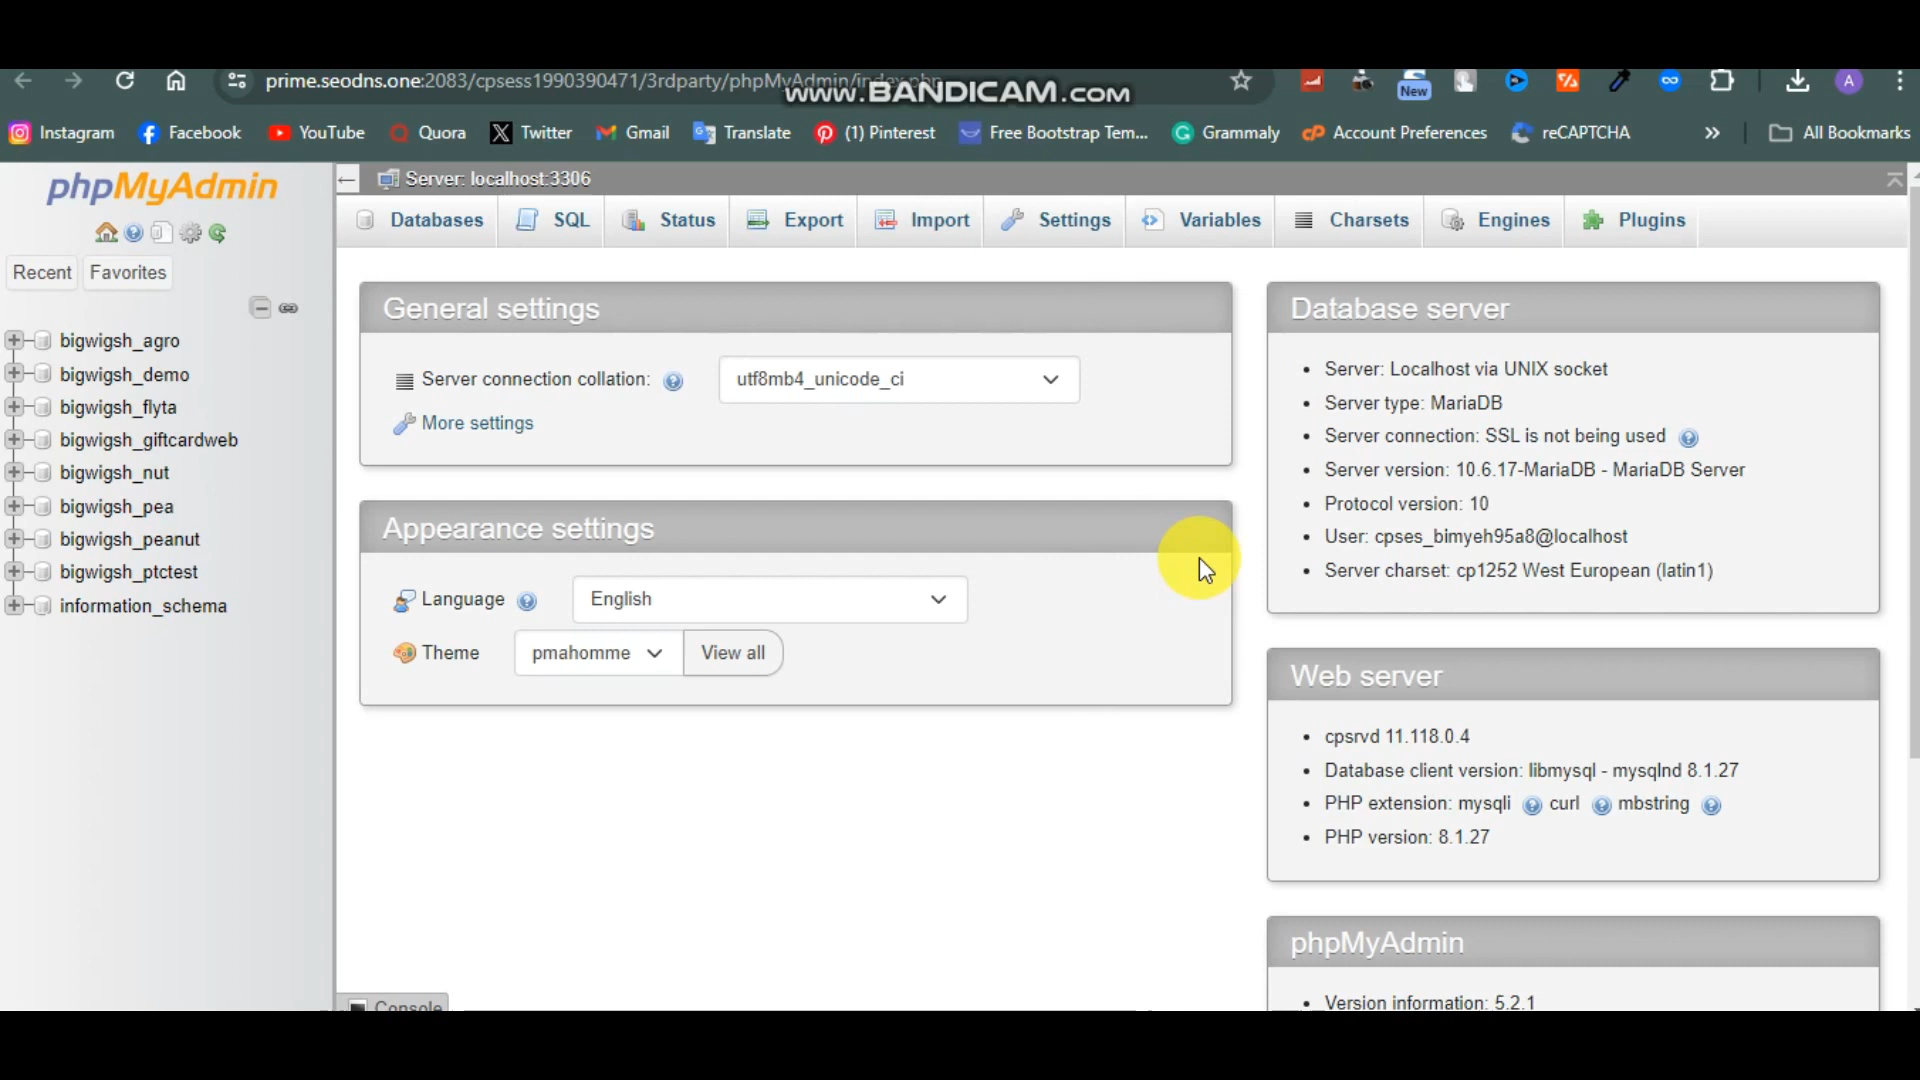 prime.seodns.one:2083/cpsess1990390471/3rdparty/phpMyAdmin/index.php
www.BANDICAM.com
New
A
Instagram Facebook YouTube Quora Twitter Gmail Translate (1) Pinterest Free Bootstrap Tem... Grammaly Account Preferences reCAPTCHA » All Bookmarks
phpMyAdmin
Server: localhost:3306
Databases SQL Status Export Import Settings Variables Charsets Engines Plugins
Recent Favorites
bigwigsh_agro
bigwigsh_demo
bigwigsh_flyta
bigwigsh_giftcardweb
bigwigsh_nut
bigwigsh_pea
bigwigsh_peanut
bigwigsh_ptctest
information_schema
General settings
Server connection collation: utf8mb4_unicode_ci
More settings
Appearance settings
Language English
Theme pmahomme View all
Database server
Server: Localhost via UNIX socket
Server type: MariaDB
Server connection: SSL is not being used
Server version: 10.6.17-MariaDB - MariaDB Server
Protocol version: 10
User: cpses_bimyeh95a8@localhost
Server charset: cp1252 West European (latin1)
Web server
cpsrvd 11.118.0.4
Database client version: libmysql - mysqlnd 8.1.27
PHP extension: mysqli curl mbstring
PHP version: 8.1.27
phpMyAdmin
Version information: 5.2.1
Console